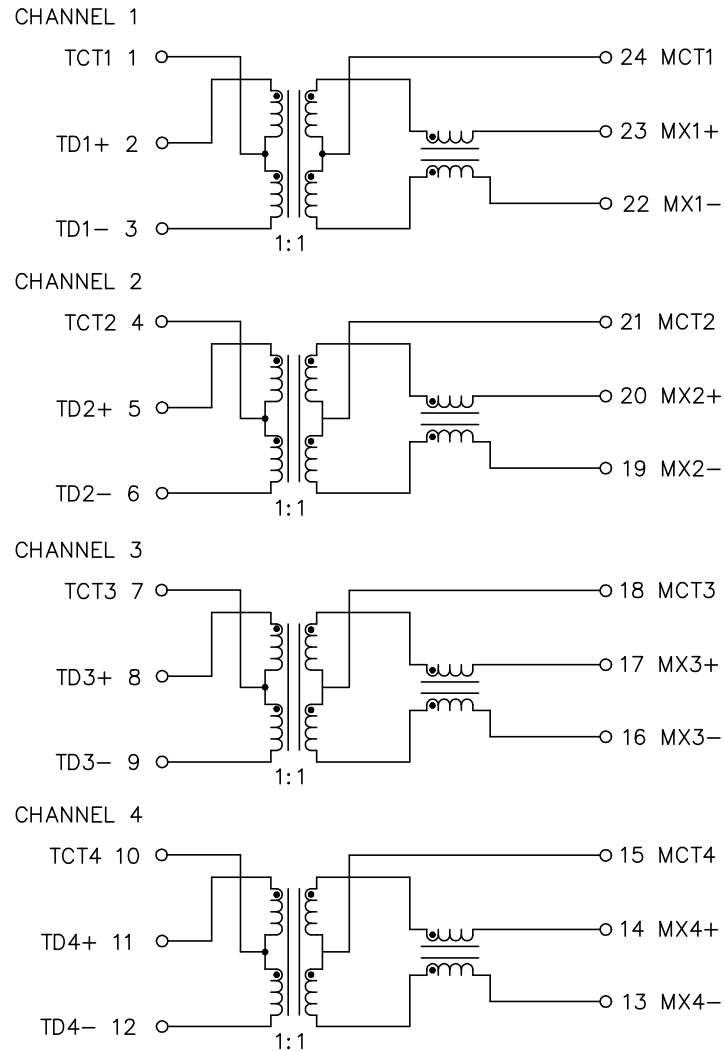 CHANNEL 1
TCT1 1
24 MCT1
TD1+ 2
23 MX1+
22 MX1-
TD1- 3
1:1
CHANNEL 2
TCT2 4
21 MCT2
TD2+ 5
20 MX2+
19 MX2-
TD2- 6
1:1
CHANNEL 3
TCT3 7
18 MCT3
TD3+ 8
17 MX3+
16 MX3-
TD3- 9
1:1
CHANNEL 4
TCT4 10
15 MCT4
TD4+ 11
14 MX4+
13 MX4-
TD4- 12
1:1